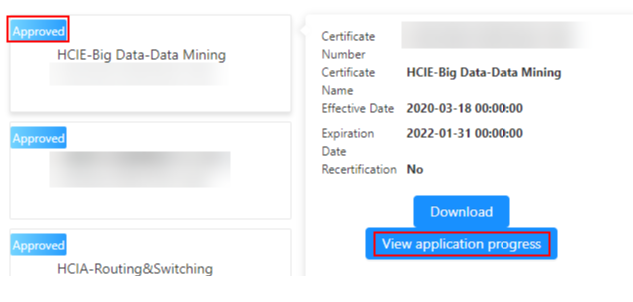 Approved
HCIE-Big Data-Data Mining
Approved
Approved
HCIA-Routing&Switching
Certificate
Number
Certificate HCIE-Big Data-Data Mining
Name
Effective Date 2020-03-18 00:00:00
Expiration 2022-01-31 00:00:00
Date
Recertification No
Download
View application progress